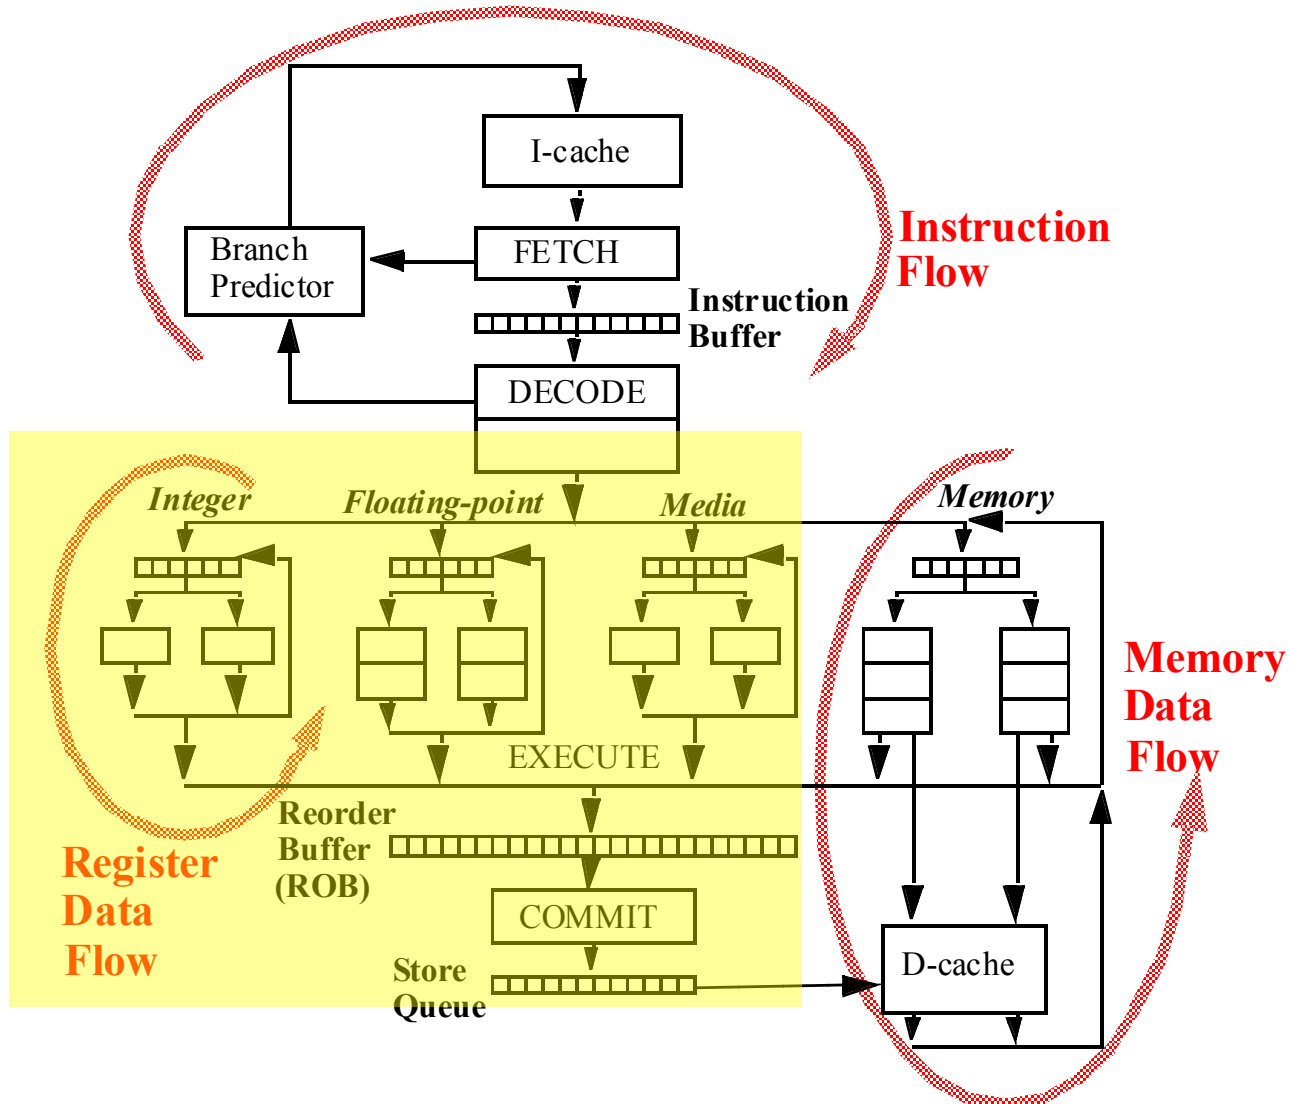 I-cache
Branch
Predictor
FETCH
Instruction
Flow
Instruction
Buffer
DECODE
Integer
Floating-point
Media
Memory
EXECUTE
Memory
Data
Flow
Reorder
Buffer
(ROB)
Register
Data
Flow
COMMIT
D-cache
Store
Queue